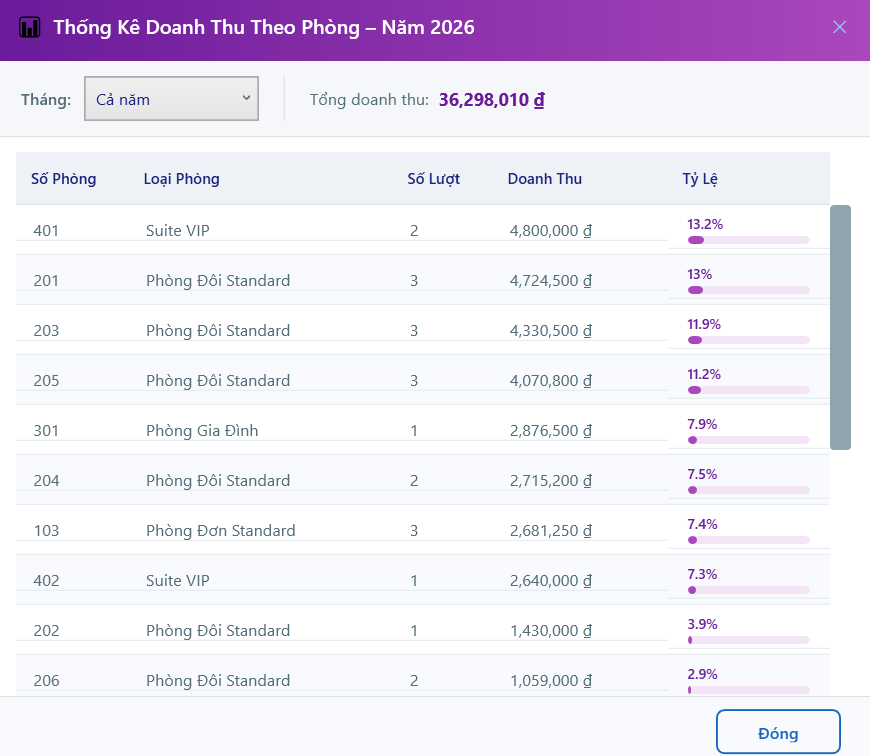 Thống Kê Doanh Thu Theo Phòng – Năm 2026
Tháng: Cả năm Tổng doanh thu: 36,298,010 ₫
Số Phòng Loại Phòng Số Lượt Doanh Thu Tỷ Lệ
401 Suite VIP 2 4,800,000 ₫ 13.2%
201 Phòng Đôi Standard 3 4,724,500 ₫ 13%
203 Phòng Đôi Standard 3 4,330,500 ₫ 11.9%
205 Phòng Đôi Standard 3 4,070,800 ₫ 11.2%
301 Phòng Gia Đình 1 2,876,500 ₫ 7.9%
204 Phòng Đôi Standard 2 2,715,200 ₫ 7.5%
103 Phòng Đơn Standard 3 2,681,250 ₫ 7.4%
402 Suite VIP 1 2,640,000 ₫ 7.3%
202 Phòng Đôi Standard 1 1,430,000 ₫ 3.9%
206 Phòng Đôi Standard 2 1,059,000 ₫ 2.9%
Đóng